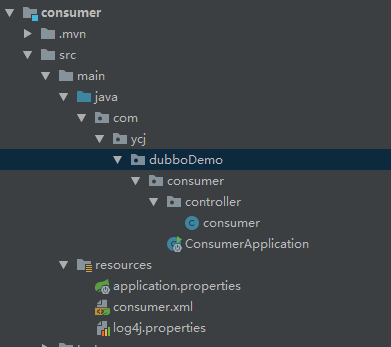 consumer
.mvn
src
main
java
com
ycj
dubboDemo
consumer
controller
consumer
ConsumerApplication
resources
application.properties
consumer.xml
log4j.properties